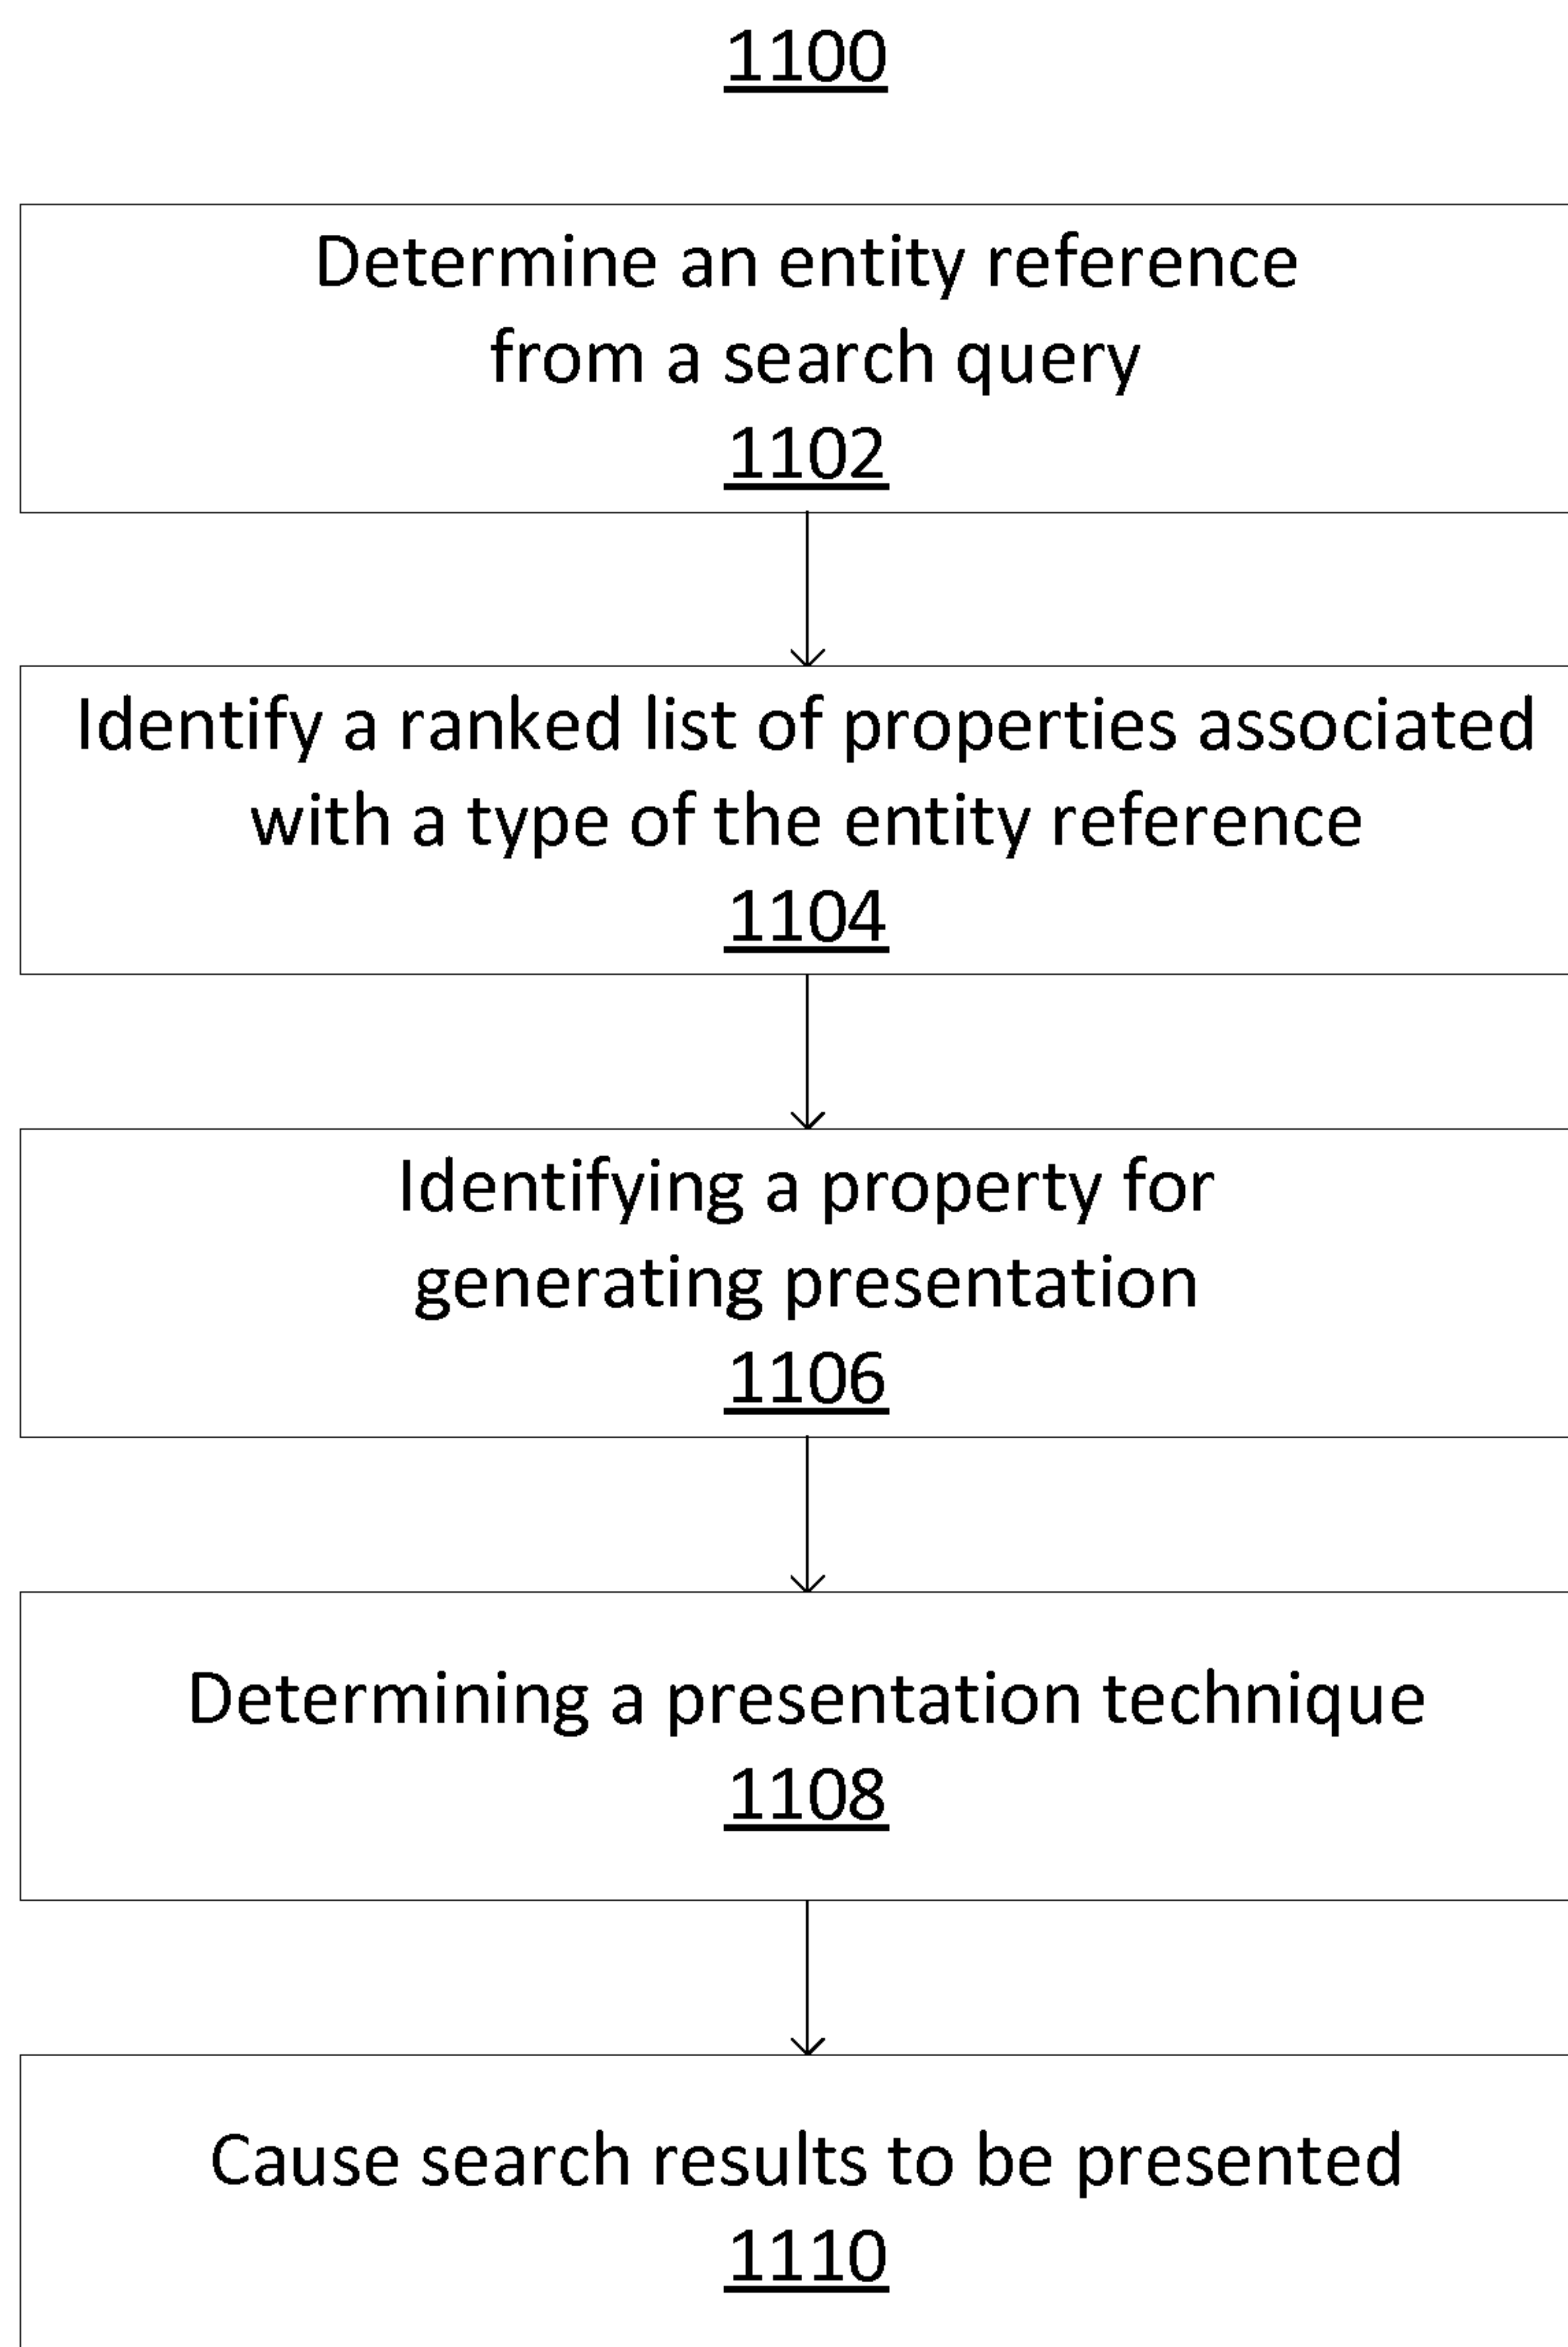 1100
Determine an entity reference
from a search query
1102
Identify a ranked list of properties associated
with a type of the entity reference
1104
Identifying a property for
generating presentation
1106
Determining a presentation technique
1108
Cause search results to be presented
1110